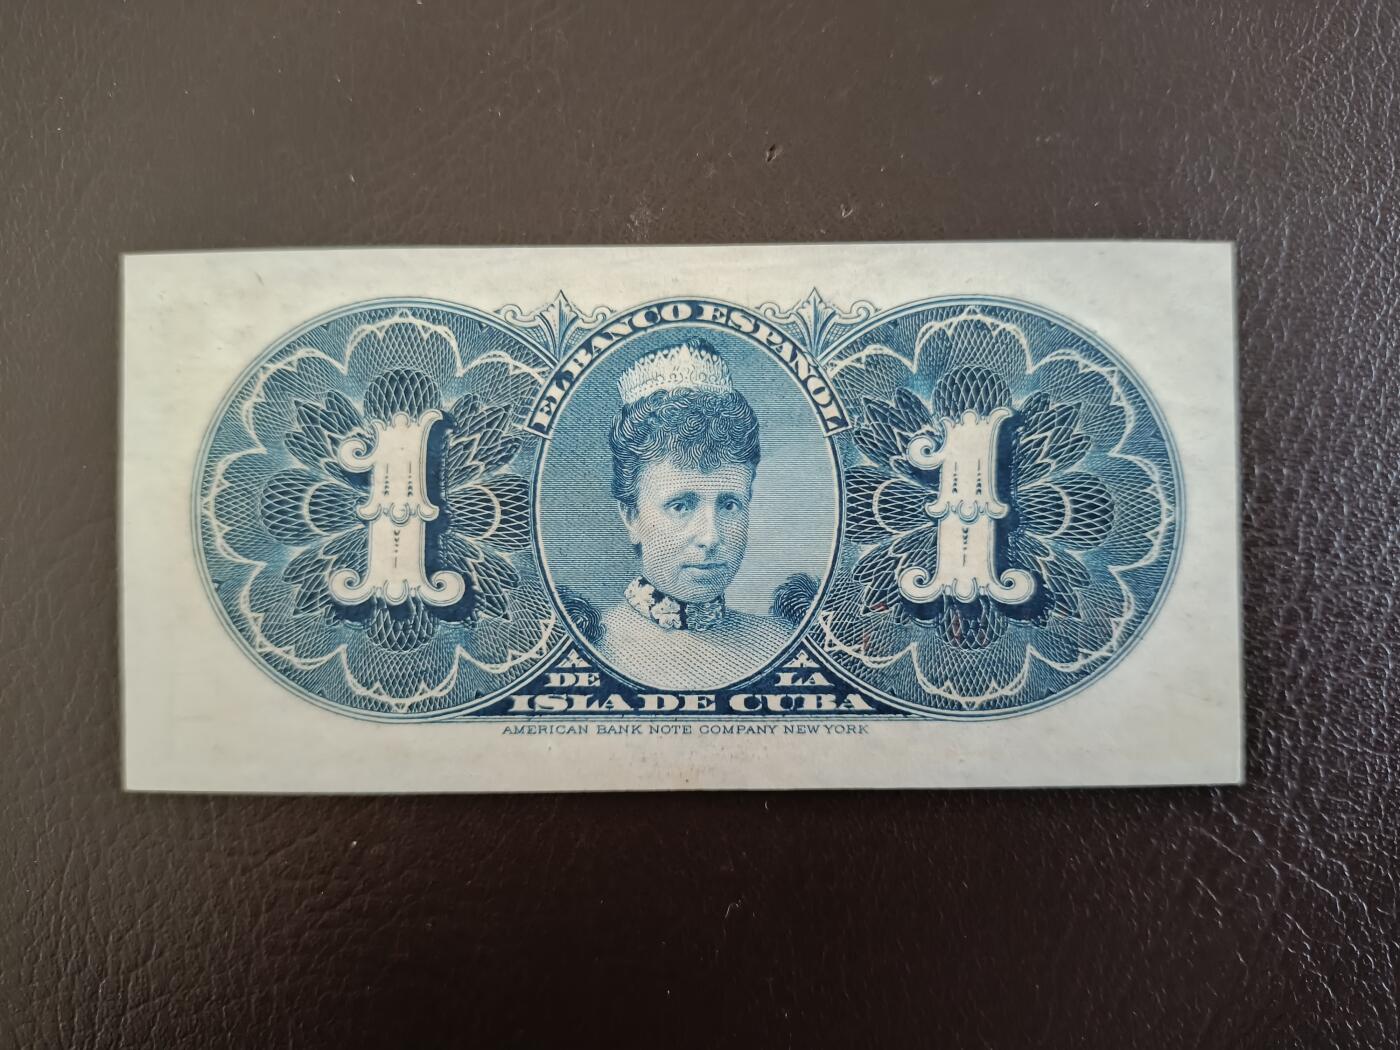 EL BANCO ESPAÑOL
1 1
DE LA
ISLA DE CUBA
AMERICAN BANK NOTE COMPANY NEW YORK